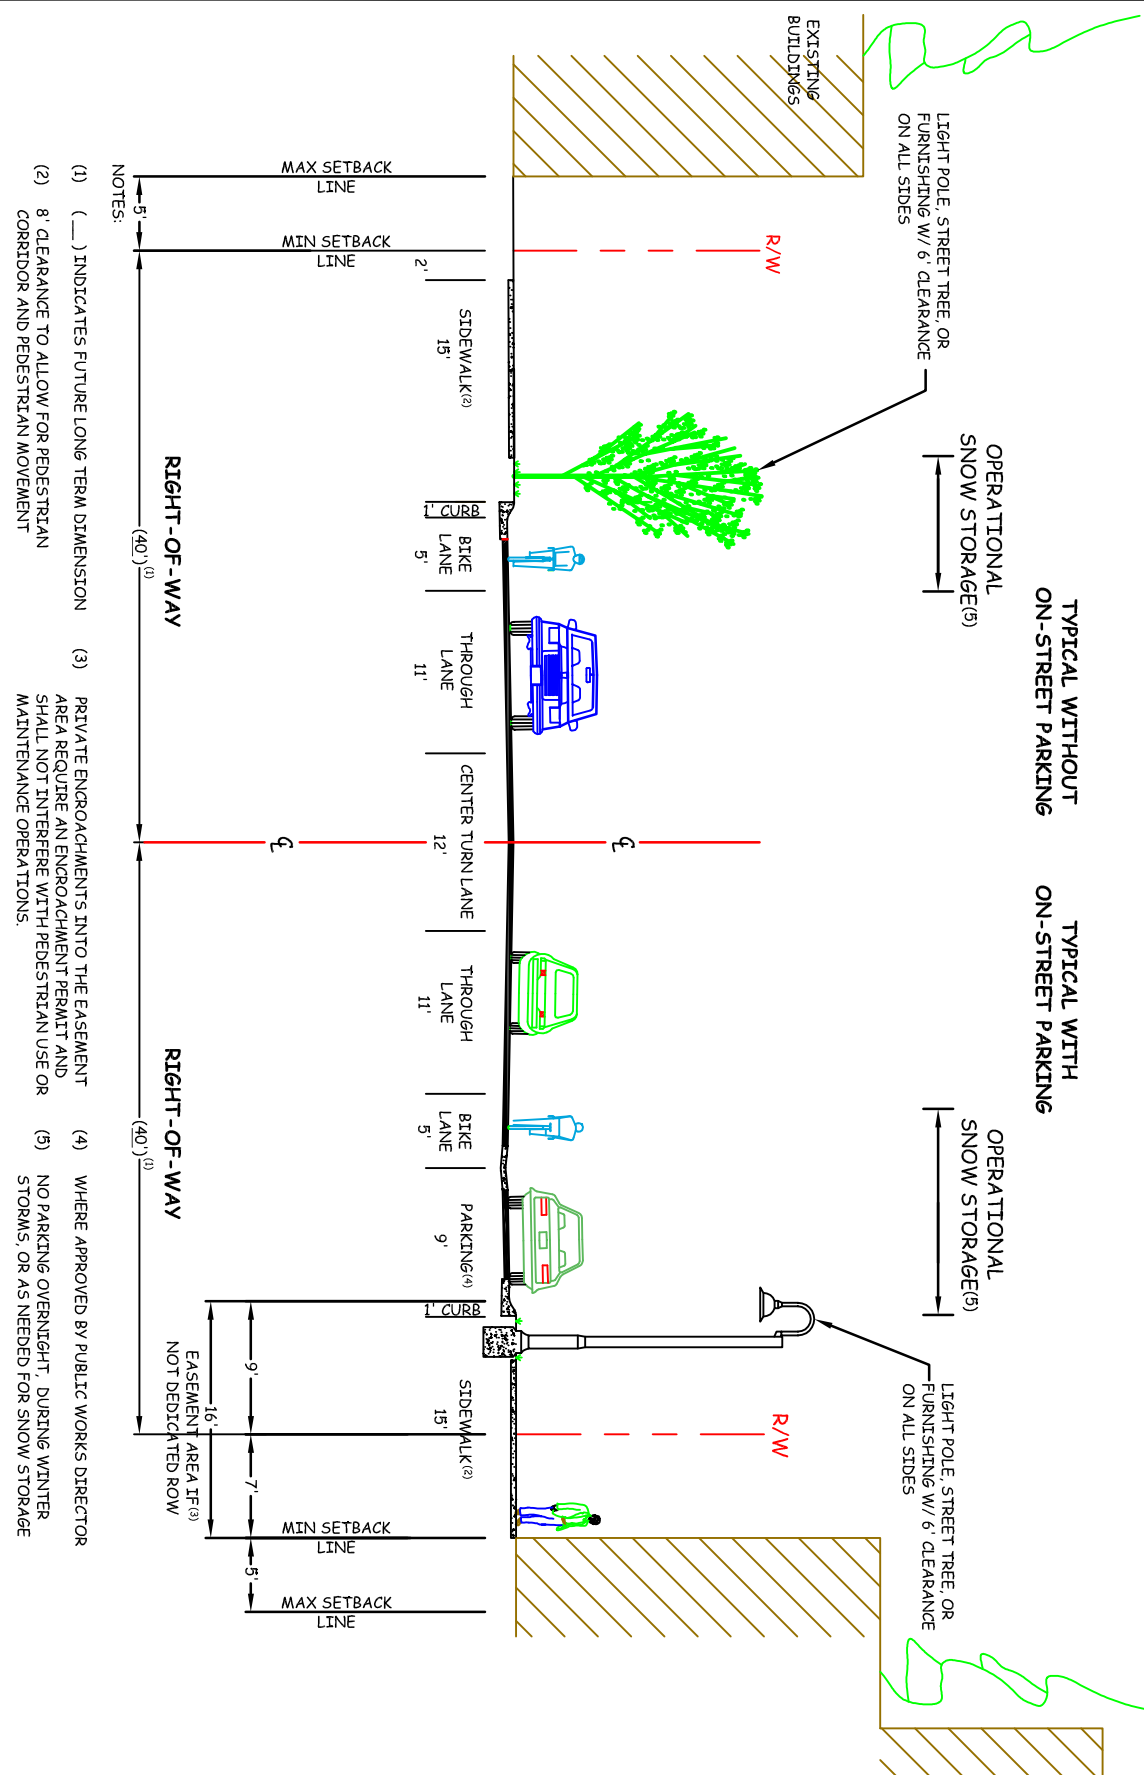 TYPICAL WITHOUT
ON-STREET PARKING
TYPICAL WITH
ON-STREET PARKING
OPERATIONAL
SNOW STORAGE(5)
OPERATIONAL
SNOW STORAGE(5)
LIGHT POLE, STREET TREE, OR
FURNISHING W/ 6' CLEARANCE
ON ALL SIDES
LIGHT POLE, STREET TREE, OR
FURNISHING W/ 6' CLEARANCE
ON ALL SIDES
EXISTING
BUILDINGS
R/W
R/W
℄
MAX SETBACK
LINE
MIN SETBACK
LINE
2'
SIDEWALK(2)
15'
1' CURB
BIKE
LANE
5'
THROUGH
LANE
11'
CENTER TURN LANE
12'
THROUGH
LANE
11'
BIKE
LANE
5'
PARKING(4)
9'
1' CURB
SIDEWALK(2)
15'
MIN SETBACK
LINE
MAX SETBACK
LINE
℄
9'
7'
5'
16'
EASEMENT AREA IF(3)
NOT DEDICATED ROW
RIGHT-OF-WAY
RIGHT-OF-WAY
5'
(40')(1)
(40')(1)
NOTES:
(1) (__) INDICATES FUTURE LONG TERM DIMENSION
(2) 8' CLEARANCE TO ALLOW FOR PEDESTRIAN
CORRIDOR AND PEDESTRIAN MOVEMENT
(3) PRIVATE ENCROACHMENTS INTO THE EASEMENT
AREA REQUIRE AN ENCROACHMENT PERMIT AND
SHALL NOT INTERFERE WITH PEDESTRIAN USE OR
MAINTENANCE OPERATIONS.
(4) WHERE APPROVED BY PUBLIC WORKS DIRECTOR
(5) NO PARKING OVERNIGHT, DURING WINTER
STORMS, OR AS NEEDED FOR SNOW STORAGE